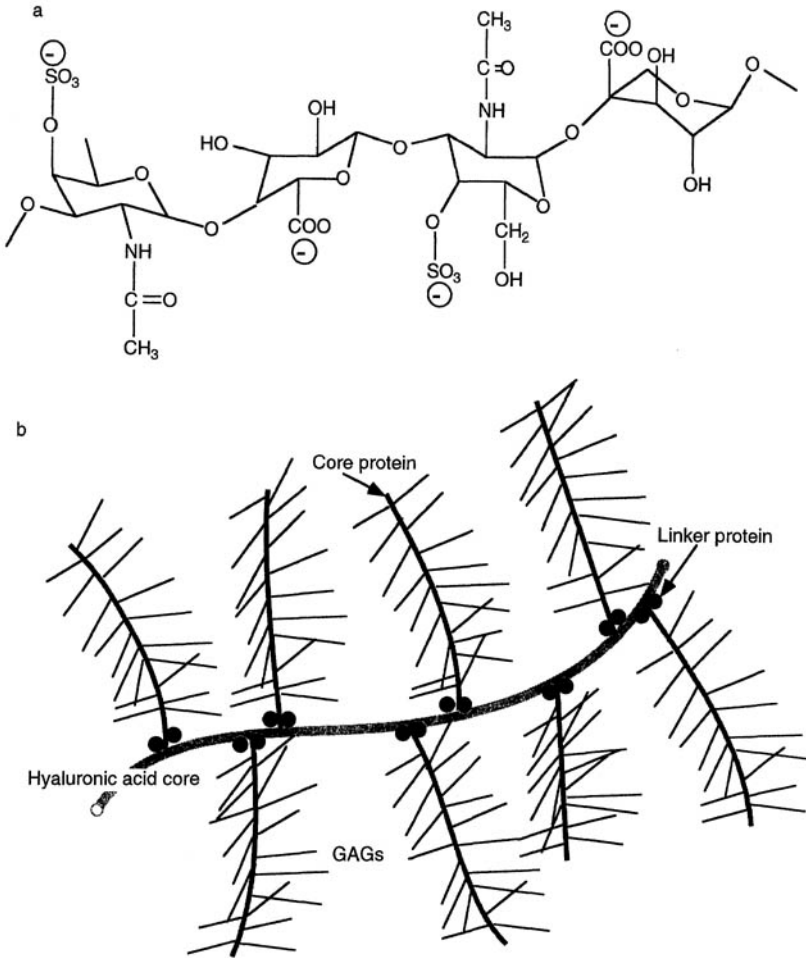 a
CH3
COO
−
OH
O
SO3
−
C=O
O
NH
OH
OH
HO
O
O
O
O
O
O
OH
O
O
O
COO
−
O
CH2
NH
SO3
−
OH
C=O
CH3
b
Core protein
Linker protein
Hyaluronic acid core
GAGs